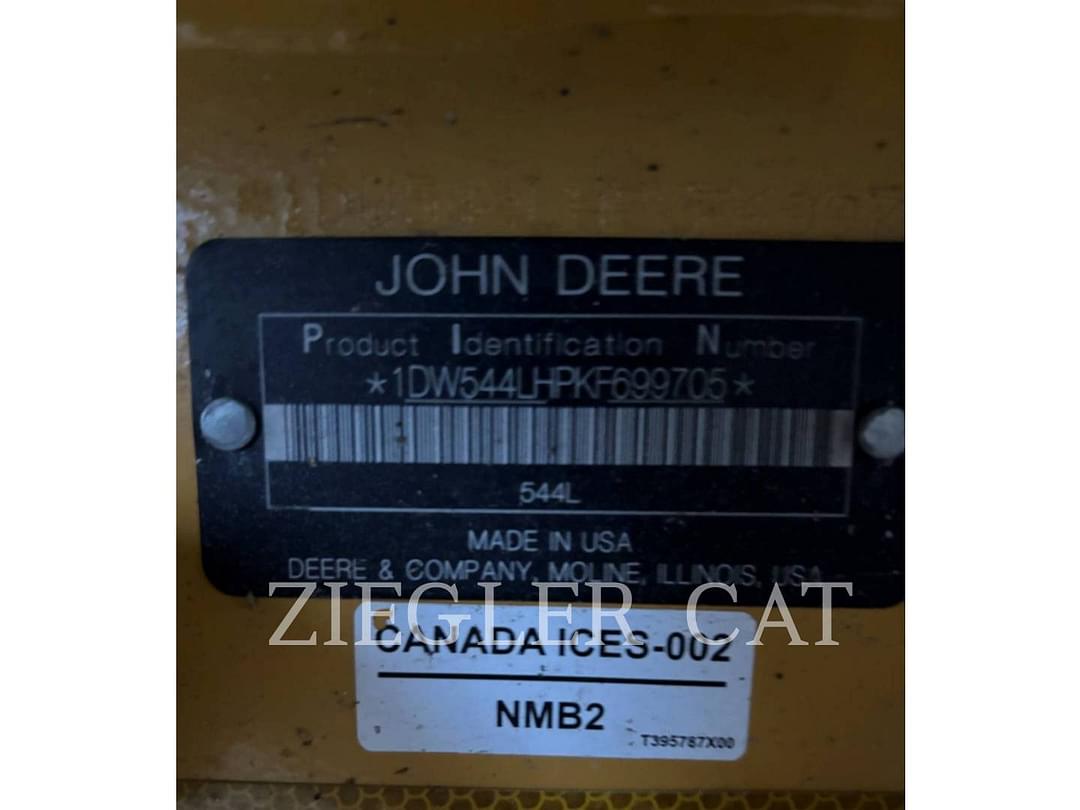 JOHN DEERE
Product Identification Number
*1DW544LHPKF699705*
544L
MADE IN USA
DEERE & COMPANY, MOLINE, ILLINOIS, USA
ZIEGLER CAT
CANADA ICES-002
NMB2
T395787X00